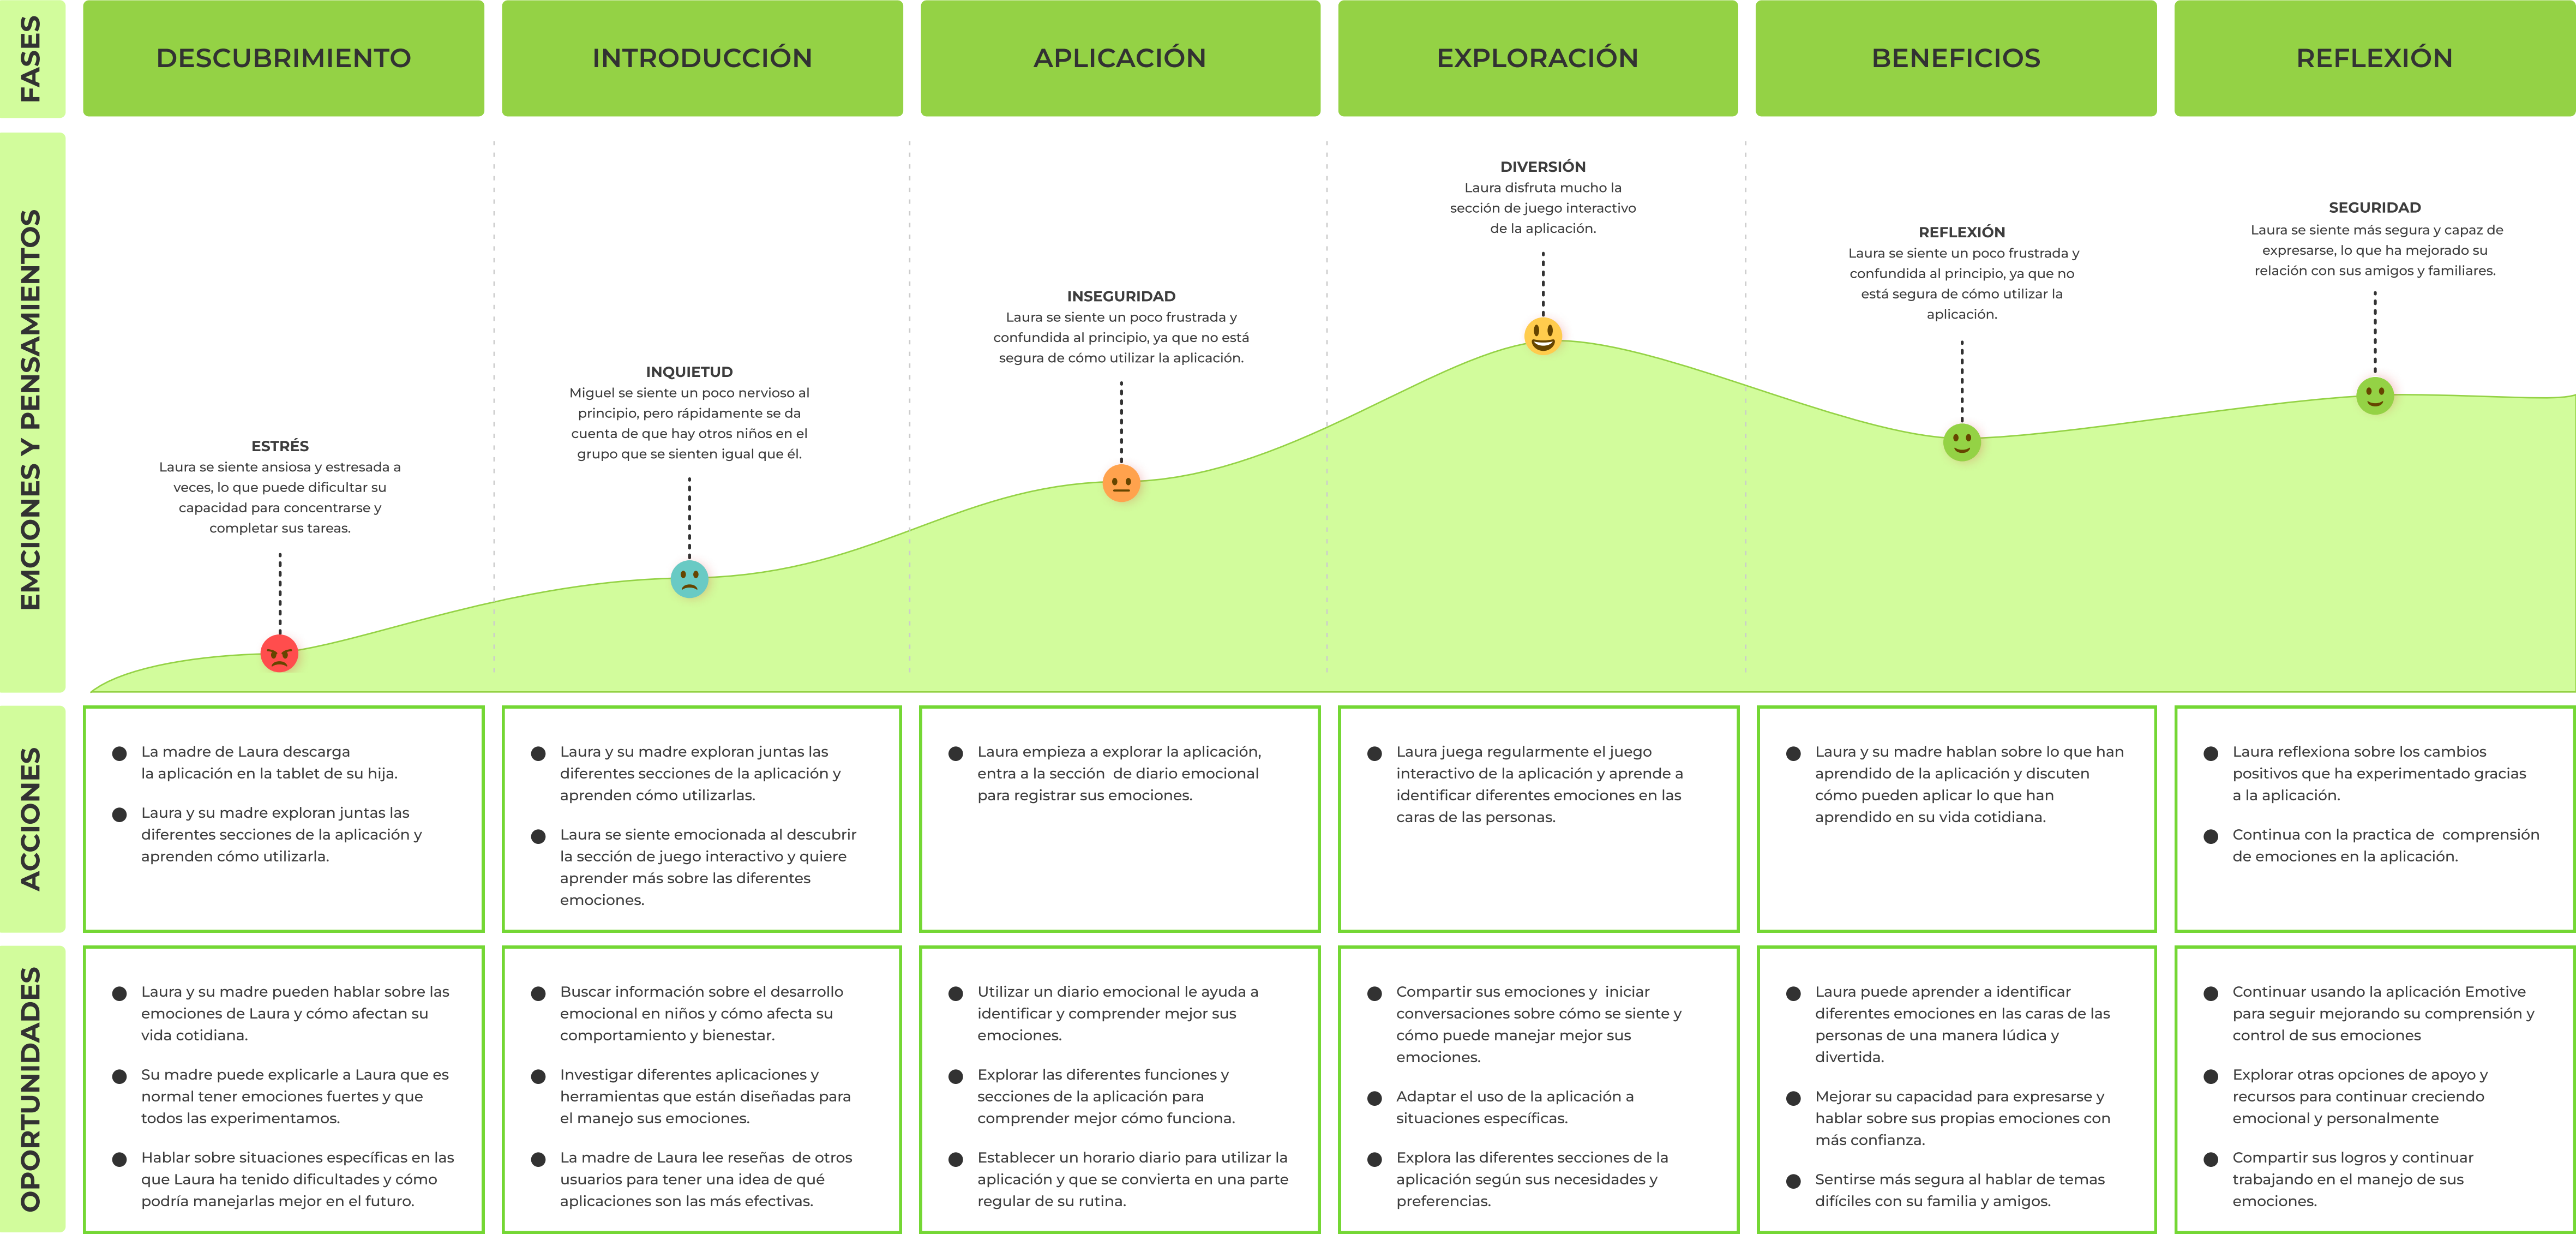 FASES
DESCUBRIMIENTO
INTRODUCCIÓN
APLICACIÓN
EXPLORACIÓN
BENEFICIOS
REFLEXIÓN
EMCIONES Y PENSAMIENTOS
ESTRÉS
Laura se siente ansiosa y estresada a
veces, lo que puede dificultar su
capacidad para concentrarse y
completar sus tareas.
INQUIETUD
Miguel se siente un poco nervioso al
principio, pero rápidamente se da
cuenta de que hay otros niños en el
grupo que se sienten igual que él.
INSEGURIDAD
Laura se siente un poco frustrada y
confundida al principio, ya que no está
segura de cómo utilizar la aplicación.
DIVERSIÓN
Laura disfruta mucho la
sección de juego interactivo
de la aplicación.
REFLEXIÓN
Laura se siente un poco frustrada y
confundida al principio, ya que no
está segura de cómo utilizar la
aplicación.
SEGURIDAD
Laura se siente más segura y capaz de
expresarse, lo que ha mejorado su
relación con sus amigos y familiares.
ACCIONES
La madre de Laura descarga
la aplicación en la tablet de su hija.
Laura y su madre exploran juntas las
diferentes secciones de la aplicación y
aprenden cómo utilizarla.
Laura y su madre exploran juntas las
diferentes secciones de la aplicación y
aprenden cómo utilizarlas.
Laura se siente emocionada al descubrir
la sección de juego interactivo y quiere
aprender más sobre las diferentes
emociones.
Laura empieza a explorar la aplicación,
entra a la sección de diario emocional
para registrar sus emociones.
Laura juega regularmente el juego
interactivo de la aplicación y aprende a
identificar diferentes emociones en las
caras de las personas.
Laura y su madre hablan sobre lo que han
aprendido de la aplicación y discuten
cómo pueden aplicar lo que han
aprendido en su vida cotidiana.
Laura reflexiona sobre los cambios
positivos que ha experimentado gracias
a la aplicación.
Continua con la practica de comprensión
de emociones en la aplicación.
OPORTUNIDADES
Laura y su madre pueden hablar sobre las
emociones de Laura y cómo afectan su
vida cotidiana.
Su madre puede explicarle a Laura que es
normal tener emociones fuertes y que
todos las experimentamos.
Hablar sobre situaciones específicas en las
que Laura ha tenido dificultades y cómo
podría manejarlas mejor en el futuro.
Buscar información sobre el desarrollo
emocional en niños y cómo afecta su
comportamiento y bienestar.
Investigar diferentes aplicaciones y
herramientas que están diseñadas para
el manejo sus emociones.
La madre de Laura lee reseñas de otros
usuarios para tener una idea de qué
aplicaciones son las más efectivas.
Utilizar un diario emocional le ayuda a
identificar y comprender mejor sus
emociones.
Explorar las diferentes funciones y
secciones de la aplicación para
comprender mejor cómo funciona.
Establecer un horario diario para utilizar la
aplicación y que se convierta en una parte
regular de su rutina.
Compartir sus emociones y iniciar
conversaciones sobre cómo se siente y
cómo puede manejar mejor sus
emociones.
Adaptar el uso de la aplicación a
situaciones específicas.
Explora las diferentes secciones de la
aplicación según sus necesidades y
preferencias.
Laura puede aprender a identificar
diferentes emociones en las caras de las
personas de una manera lúdica y
divertida.
Mejorar su capacidad para expresarse y
hablar sobre sus propias emociones con
más confianza.
Sentirse más segura al hablar de temas
difíciles con su familia y amigos.
Continuar usando la aplicación Emotive
para seguir mejorando su comprensión y
control de sus emociones
Explorar otras opciones de apoyo y
recursos para continuar creciendo
emocional y personalmente
Compartir sus logros y continuar
trabajando en el manejo de sus
emociones.